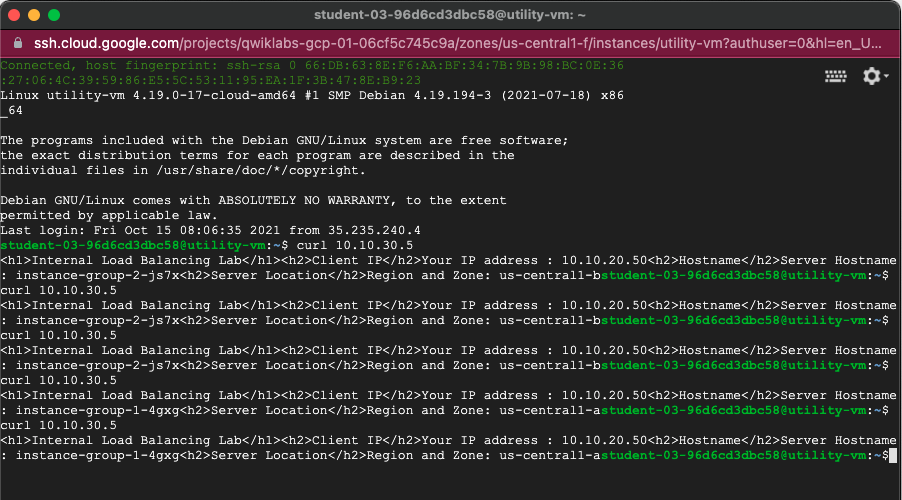 student-03-96d6cd3dbc58@utility-vm: ~
ssh.cloud.google.com/projects/qwiklabs-gcp-01-06cf5c745c9a/zones/us-central1-f/instances/utility-vm?authuser=0&hl=en_U...
Connected, host fingerprint: ssh-rsa 0 66:DB:63:8E:F6:AA:BF:34:7B:9B:98:BC:0E:36
:27:06:4C:39:59:86:E5:5C:53:11:95:EA:1F:3B:47:8E:B9:23
Linux utility-vm 4.19.0-17-cloud-amd64 #1 SMP Debian 4.19.194-3 (2021-07-18) x86
_64
The programs included with the Debian GNU/Linux system are free software;
the exact distribution terms for each program are described in the
individual files in /usr/share/doc/*/copyright.
Debian GNU/Linux comes with ABSOLUTELY NO WARRANTY, to the extent
permitted by applicable law.
Last login: Fri Oct 15 08:06:35 2021 from 35.235.240.4
student-03-96d6cd3dbc58@utility-vm:~$ curl 10.10.30.5
<h1>Internal Load Balancing Lab</h1><h2>Client IP</h2>Your IP address : 10.10.20.50<h2>Hostname</h2>Server Hostname
: instance-group-2-js7x<h2>Server Location</h2>Region and Zone: us-central1-bstudent-03-96d6cd3dbc58@utility-vm:~$
curl 10.10.30.5
<h1>Internal Load Balancing Lab</h1><h2>Client IP</h2>Your IP address : 10.10.20.50<h2>Hostname</h2>Server Hostname
: instance-group-2-js7x<h2>Server Location</h2>Region and Zone: us-central1-bstudent-03-96d6cd3dbc58@utility-vm:~$
curl 10.10.30.5
<h1>Internal Load Balancing Lab</h1><h2>Client IP</h2>Your IP address : 10.10.20.50<h2>Hostname</h2>Server Hostname
: instance-group-2-js7x<h2>Server Location</h2>Region and Zone: us-central1-bstudent-03-96d6cd3dbc58@utility-vm:~$
curl 10.10.30.5
<h1>Internal Load Balancing Lab</h1><h2>Client IP</h2>Your IP address : 10.10.20.50<h2>Hostname</h2>Server Hostname
: instance-group-1-4gxg<h2>Server Location</h2>Region and Zone: us-central1-astudent-03-96d6cd3dbc58@utility-vm:~$
curl 10.10.30.5
<h1>Internal Load Balancing Lab</h1><h2>Client IP</h2>Your IP address : 10.10.20.50<h2>Hostname</h2>Server Hostname
: instance-group-1-4gxg<h2>Server Location</h2>Region and Zone: us-central1-astudent-03-96d6cd3dbc58@utility-vm:~$